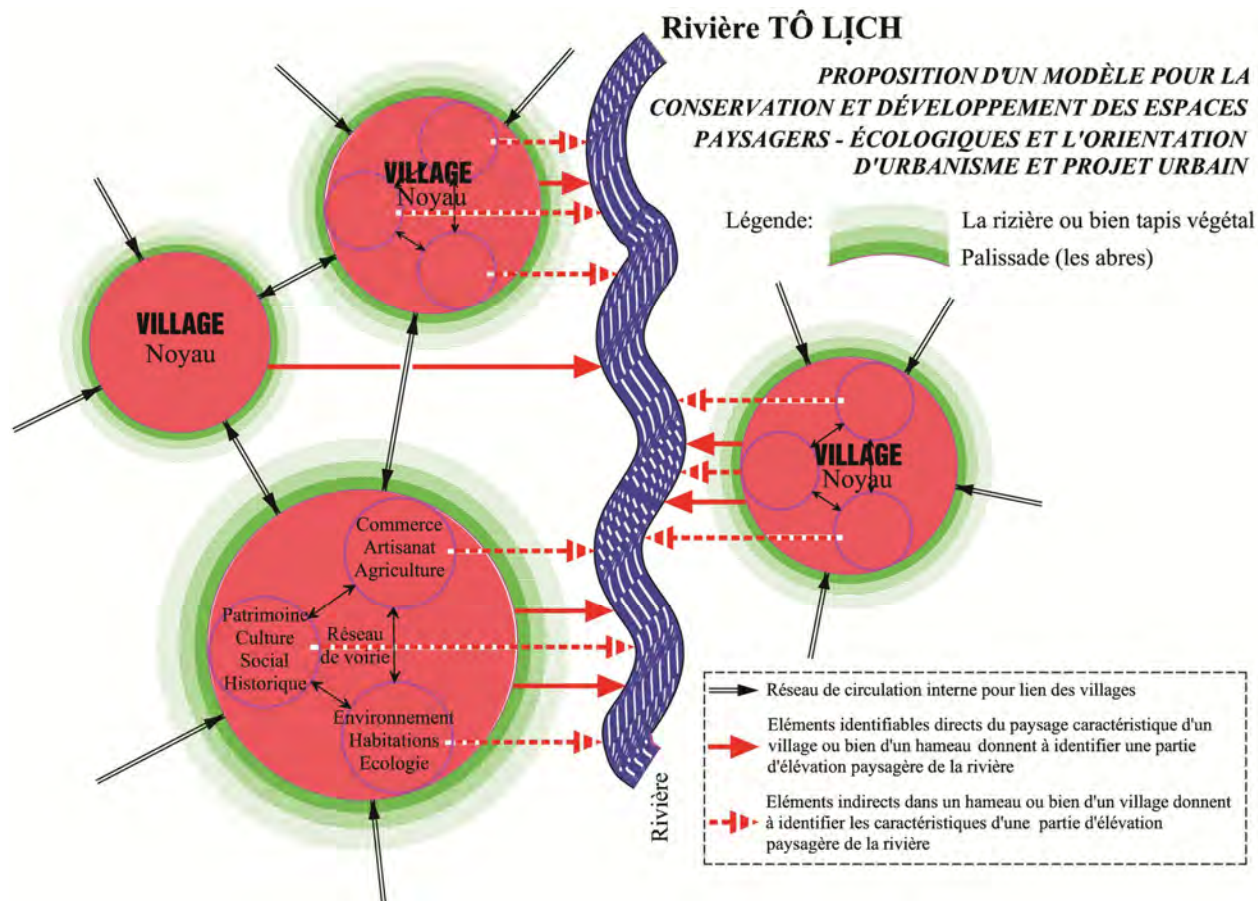 Rivière TÔ LỊCH
PROPOSITION D'UN MODÈLE POUR LA
CONSERVATION ET DÉVELOPPEMENT DES ESPACES
PAYSAGERS - ÉCOLOGIQUES ET L'ORIENTATION
D'URBANISME ET PROJET URBAIN
Légende:
La rizière ou bien tapis végétal
Palissade (les abres)
VILLAGE
Noyau
VILLAGE
Noyau
VILLAGE
Noyau
Commerce
Artisanat
Agriculture
Patrimoine
Culture
Social
Historique
Réseau
de voirie
Environnement
Habitations
Ecologie
Rivière
Réseau de circulation interne pour lien des villages
Eléments identifiables directs du paysage caractéristique d'un
village ou bien d'un hameau donnent à identifier une partie
d'élévation paysagère de la rivière
Eléments indirects dans un hameau ou bien d'un village donnent
à identifier les caractéristiques d'une partie d'élévation
paysagère de la rivière